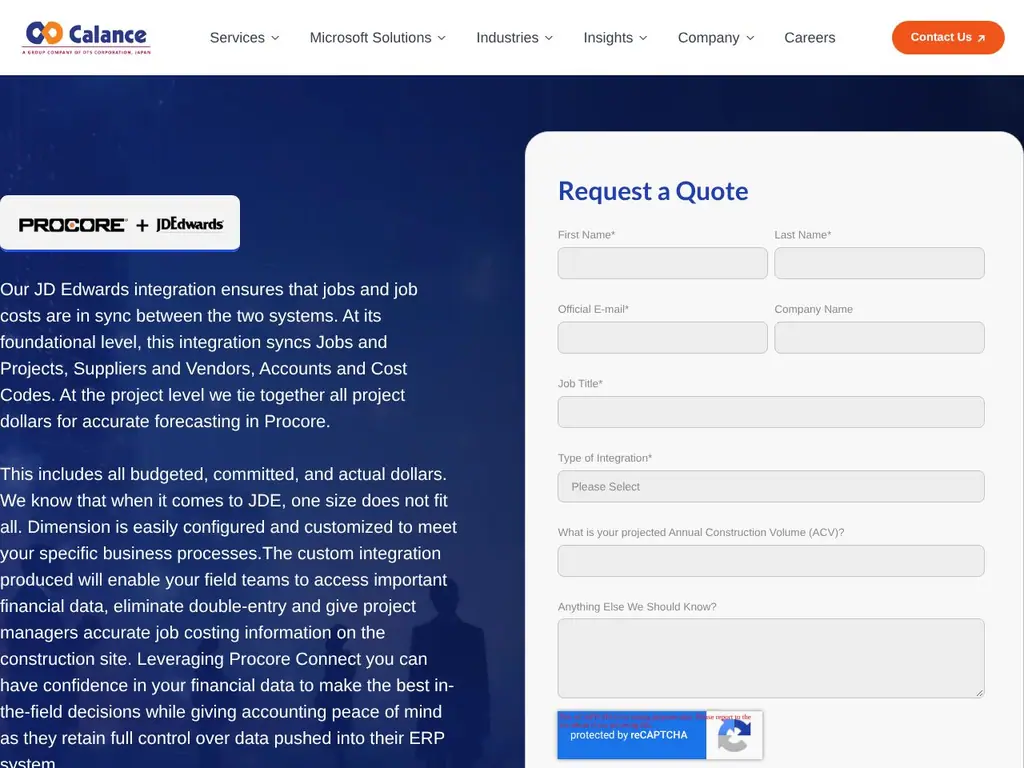 Calance
A GROUP COMPANY OF OTS CORPORATION, JAPAN
Services
Microsoft Solutions
Industries
Insights
Company
Careers
Contact Us
PROCORE + JDEdwards
Our JD Edwards integration ensures that jobs and job
costs are in sync between the two systems. At its
foundational level, this integration syncs Jobs and
Projects, Suppliers and Vendors, Accounts and Cost
Codes. At the project level we tie together all project
dollars for accurate forecasting in Procore.
This includes all budgeted, committed, and actual dollars.
We know that when it comes to JDE, one size does not fit
all. Dimension is easily configured and customized to meet
your specific business processes.The custom integration
produced will enable your field teams to access important
financial data, eliminate double-entry and give project
managers accurate job costing information on the
construction site. Leveraging Procore Connect you can
have confidence in your financial data to make the best in-
the-field decisions while giving accounting peace of mind
as they retain full control over data pushed into their ERP
system.
Request a Quote
First Name*
Last Name*
Official E-mail*
Company Name
Job Title*
Type of Integration*
Please Select
What is your projected Annual Construction Volume (ACV)?
Anything Else We Should Know?
report to the
protected by reCAPTCHA